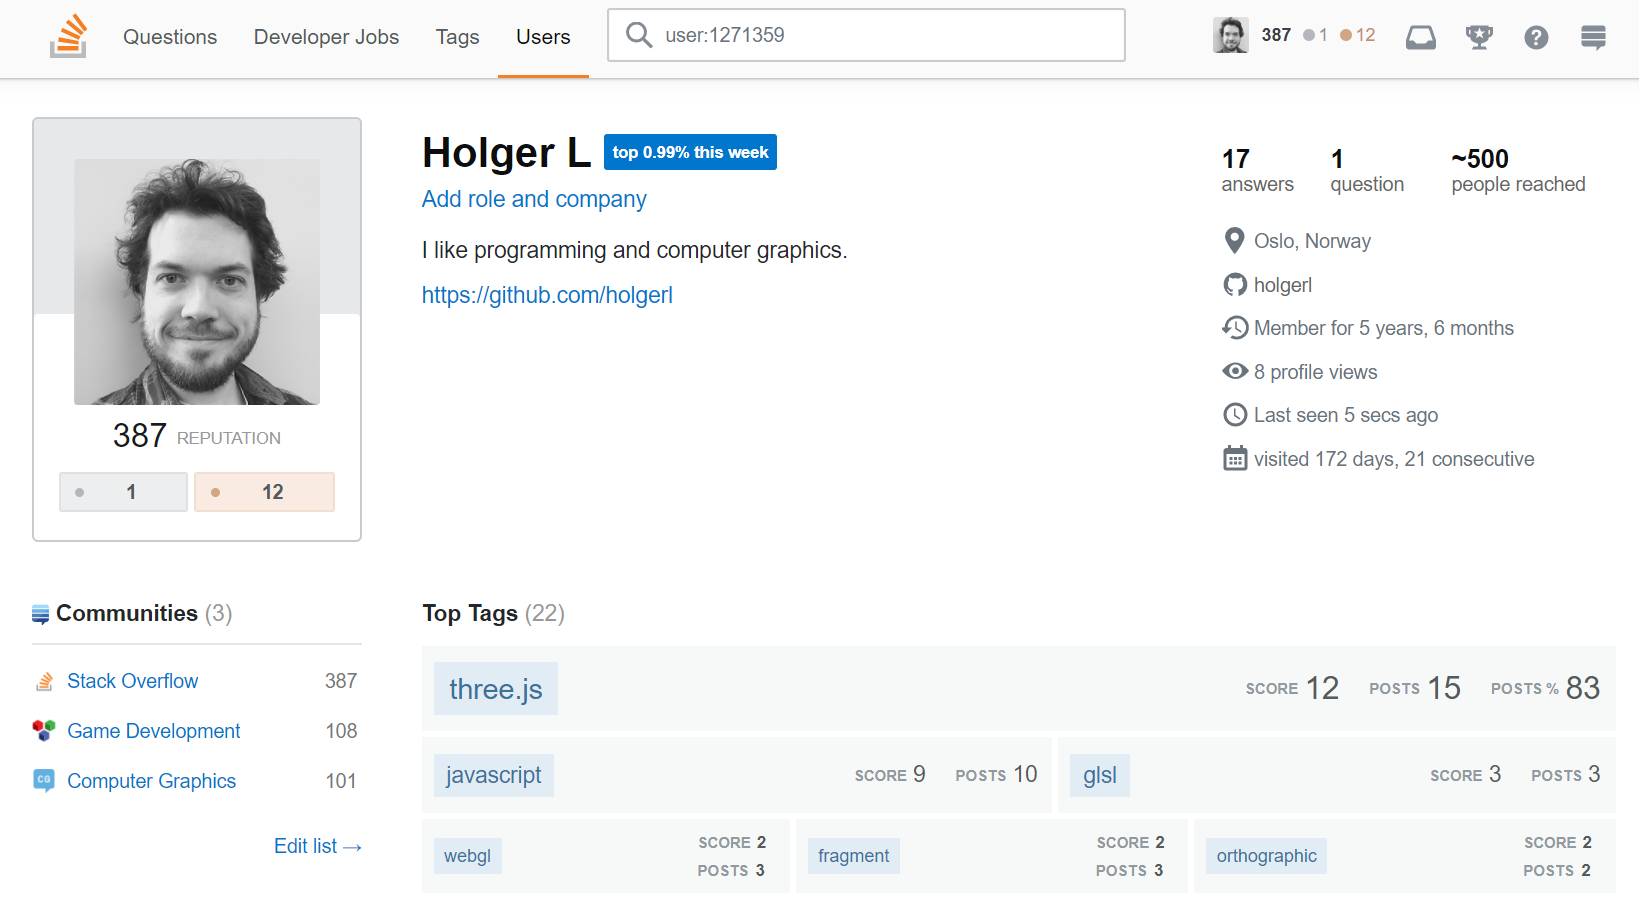 Questions Developer Jobs Tags Users user:1271359 387 1 12
Holger L top 0.99% this week
Add role and company
I like programming and computer graphics.
https://github.com/holgerl
17 1 ~500
answers question people reached
Oslo, Norway
holgerl
Member for 5 years, 6 months
8 profile views
Last seen 5 secs ago
visited 172 days, 21 consecutive
387 REPUTATION
1 12
Communities (3)
Stack Overflow 387
Game Development 108
CG Computer Graphics 101
Edit list →
Top Tags (22)
three.js SCORE 12 POSTS 15 POSTS % 83
javascript SCORE 9 POSTS 10 glsl SCORE 3 POSTS 3
webgl SCORE 2 POSTS 3
fragment SCORE 2 POSTS 3
orthographic SCORE 2 POSTS 2